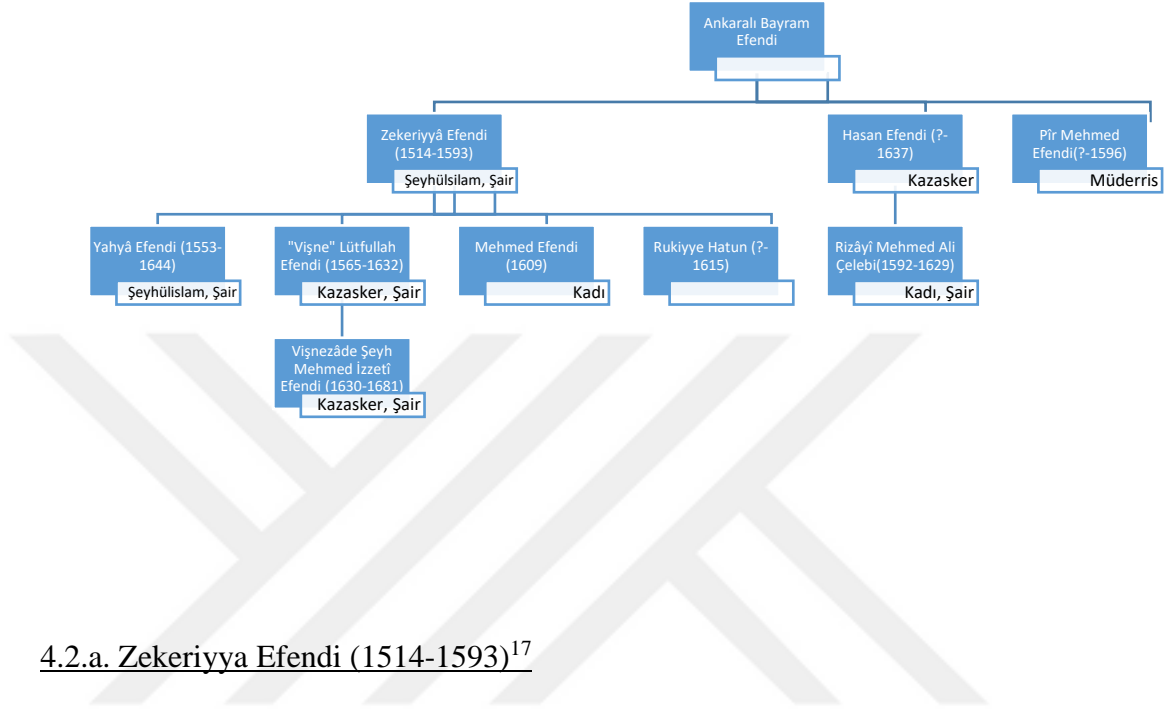 Ankaralı Bayram
Efendi
Zekeriyyâ Efendi
(1514-1593)
Şeyhülsilam, Şair
Hasan Efendi (?-
1637)
Kazasker
Pîr Mehmed
Efendi(?-1596)
Müderris
Yahyâ Efendi (1553-
1644)
Şeyhülislam, Şair
"Vişne" Lütfullah
Efendi (1565-1632)
Kazasker, Şair
Mehmed Efendi
(1609)
Kadı
Rukiyye Hatun (?-
1615)
Rizâyî Mehmed Ali
Çelebi(1592-1629)
Kadı, Şair
Vişnezâde Şeyh
Mehmed İzzetî
Efendi (1630-1681)
Kazasker, Şair
4.2.a. Zekeriyya Efendi (1514-1593)17